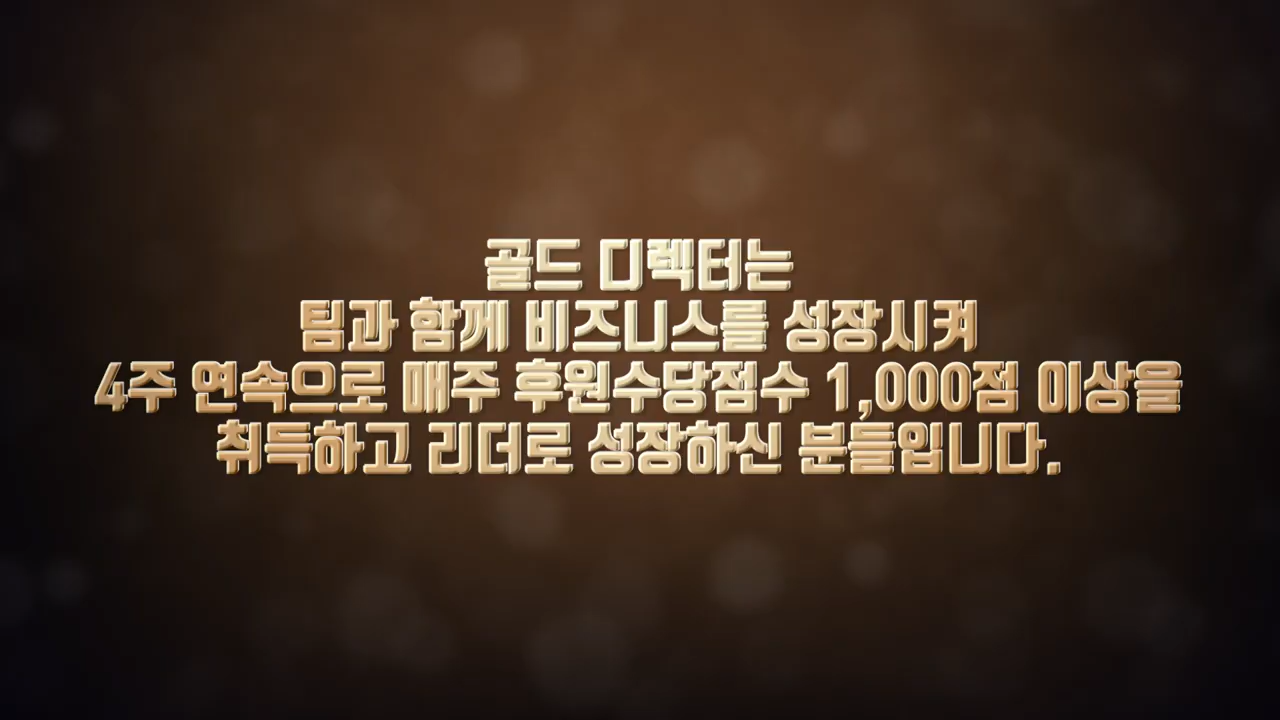 골드 디렉터는
팀과 함께 비즈니스를 성장시켜
4주 연속으로 매주 후원수당점수 1,000점 이상을
취득하고 리더로 성장하신 분들입니다.